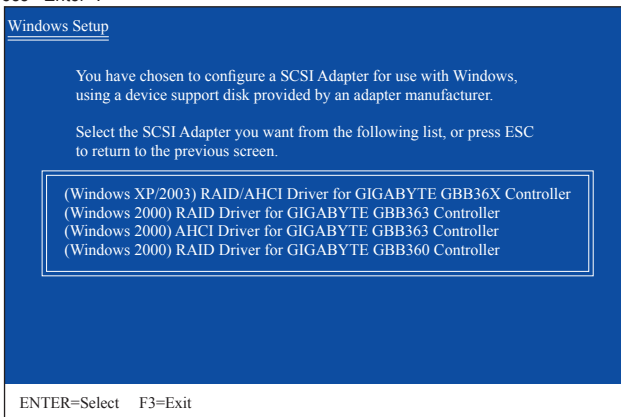 Windows Setup
You have chosen to configure a SCSI Adapter for use with Windows,
using a device support disk provided by an adapter manufacturer.
Select the SCSI Adapter you want from the following list, or press ESC
to return to the previous screen.
(Windows XP/2003) RAID/AHCI Driver for GIGABYTE GBB36X Controller
(Windows 2000) RAID Driver for GIGABYTE GBB363 Controller
(Windows 2000) AHCI Driver for GIGABYTE GBB363 Controller
(Windows 2000) RAID Driver for GIGABYTE GBB360 Controller
ENTER=Select F3=Exit